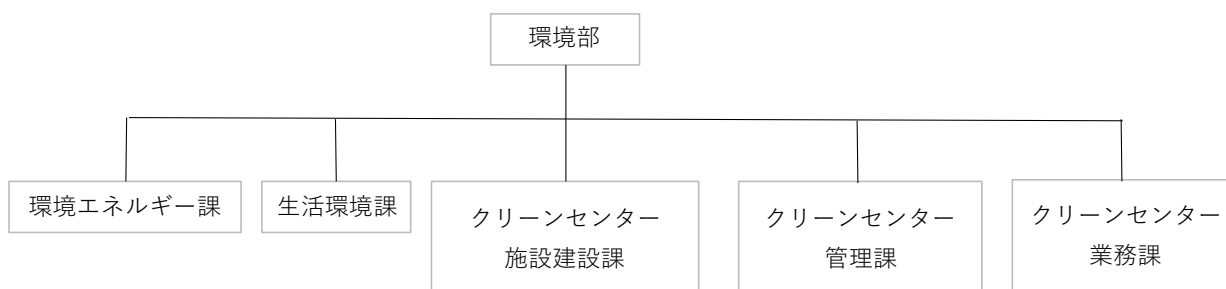 環境部
環境エネルギー課
生活環境課
クリーンセンター
施設建設課
クリーンセンター
管理課
クリーンセンター
業務課